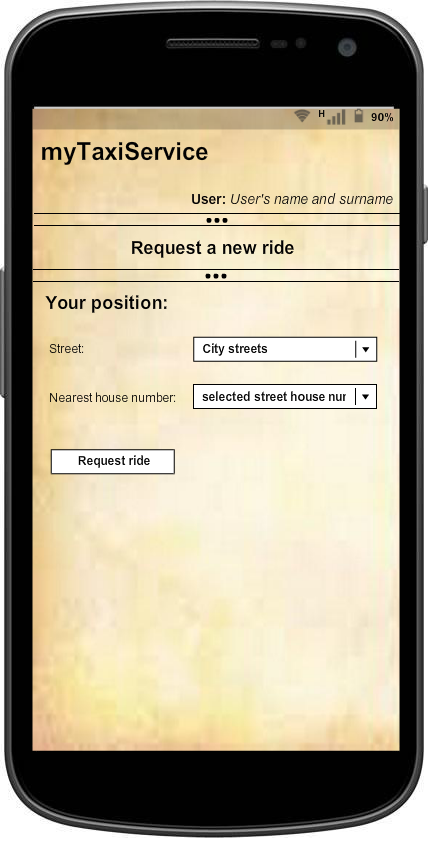 H 90%
myTaxiService
User: User's name and surname
Request a new ride
Your position:
Street: City streets
Nearest house number: selected street house nur
Request ride